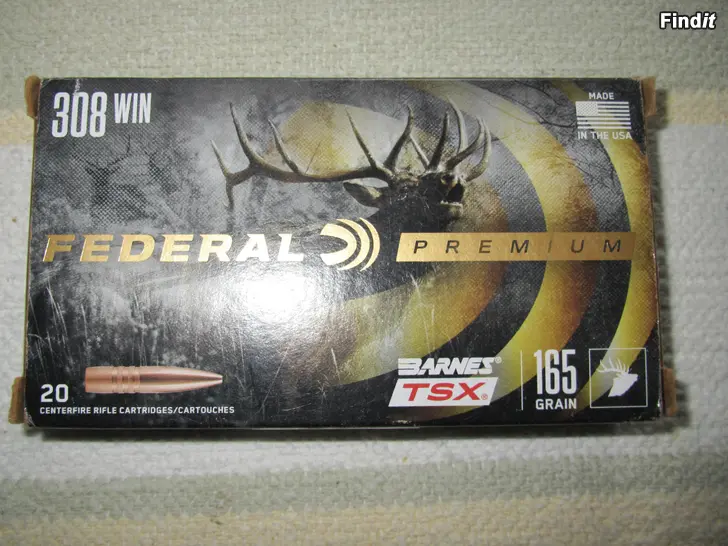 Findit
308 WIN
MADE
IN THE USA
FEDERAL PREMIUM
BARNES®
TSX®
165
GRAIN
20
CENTERFIRE RIFLE CARTRIDGES/CARTOUCHES